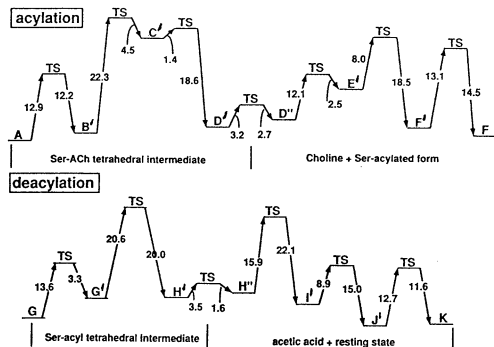 acylation
TS C' TS
4.5 1.4
TS TS
8.0
TS TS
22.3 18.6 12.1 E' 18.5 13.1 14.5
2.5
12.9 12.2 TS
A B' D' D'' F' F
3.2 2.7
Ser-ACh tetrahedral intermediate Choline + Ser-acylated form
deacylation
TS TS
20.6 20.0 15.9 22.1
TS TS TS TS
13.6 3.3 8.9 15.0 12.7 11.6
G G' H' H'' I' J' K
3.5 1.6
Ser-acyl tetrahedral intermediate acetic acid + resting state